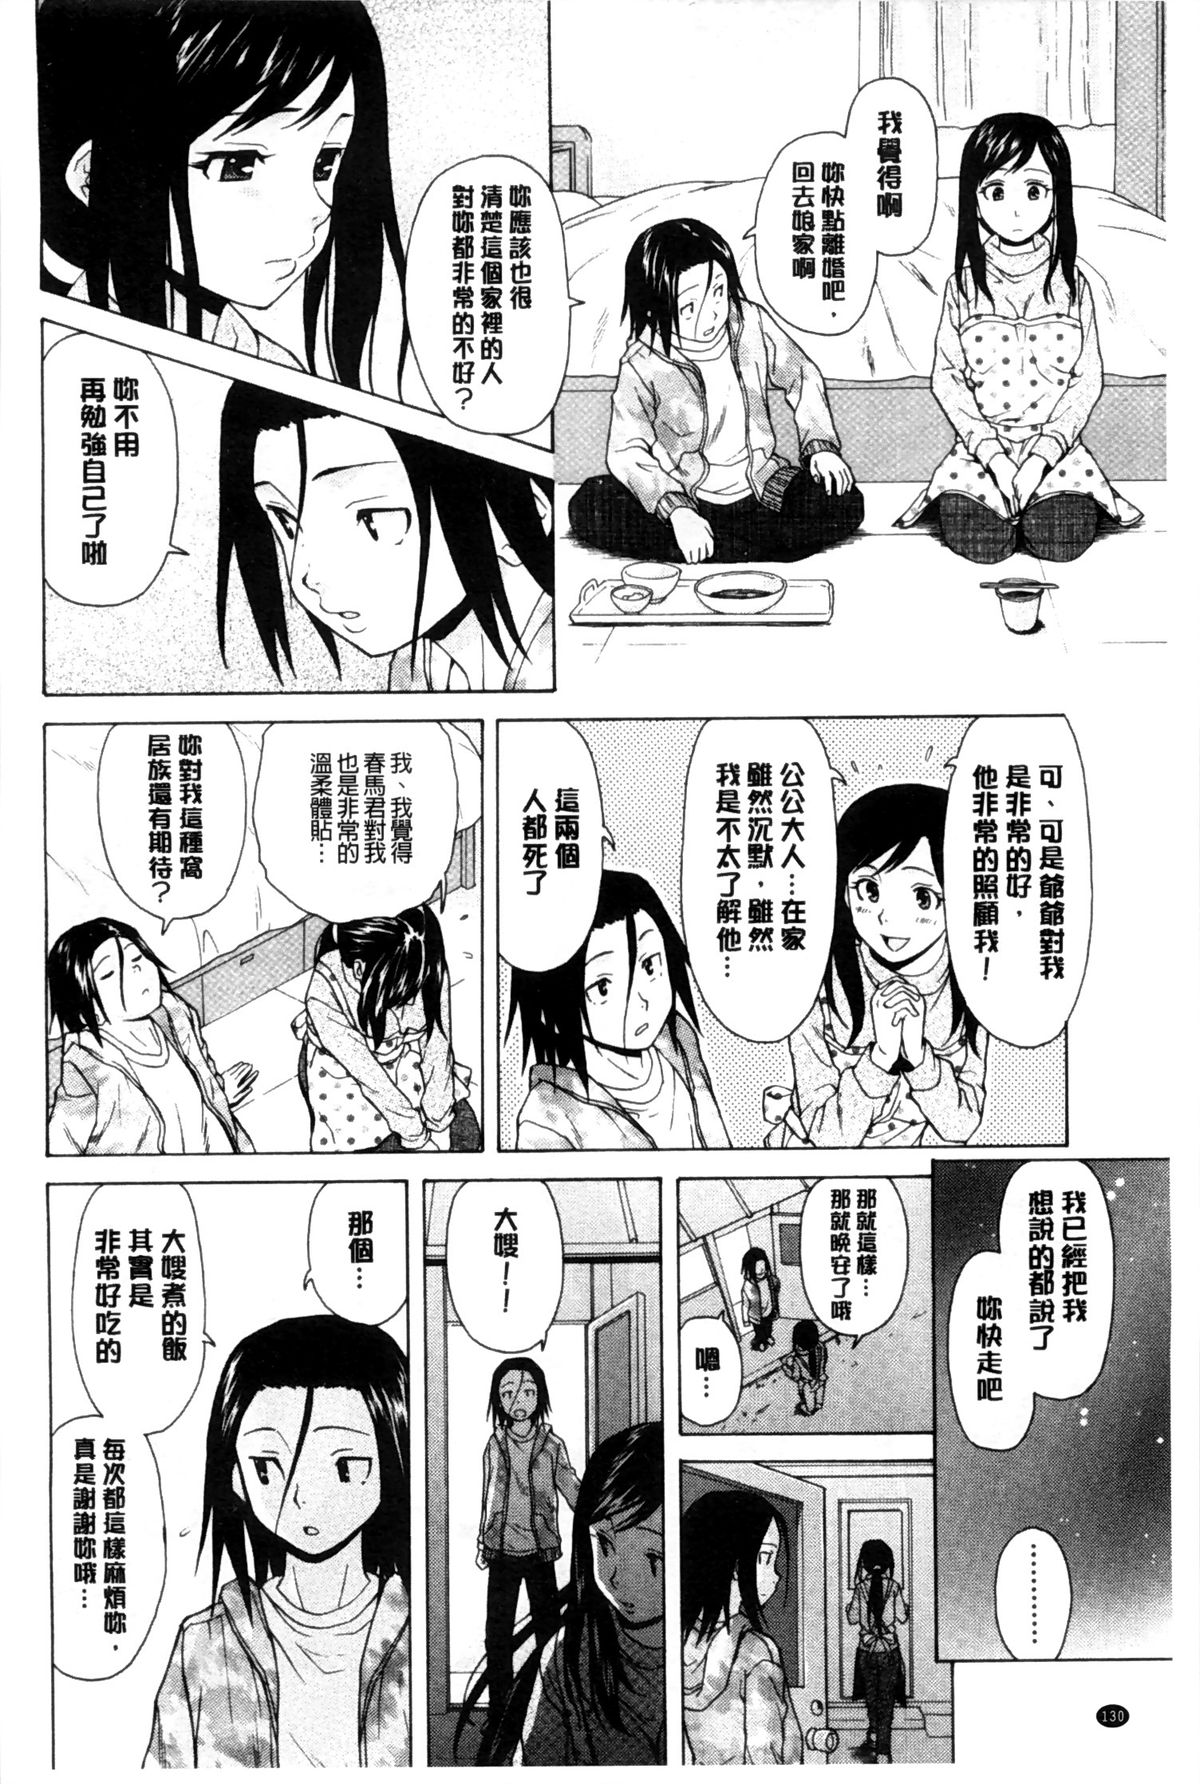 我覺得啊
妳快點離婚吧，
回去娘家啊
妳應該也很
清楚這個家裡的人
對妳都非常的不好？
妳不用
再勉強自己了啦
可、可是爺爺對我
是非常的好，
他非常的照顧我！
公公大人…在家
雖然沉默，雖然
我是不太了解他…
這兩個
人都死了
我、我覺得
春馬君對我
也是非常的
溫柔體貼…
妳對我這種窩
居族還有期待？
我已經把我
想說的都說了
妳快走吧
…………
那就這樣…
那就晚安了哦
嗯…
大嫂！！
那個…
大嫂煮的飯
其實是
非常好吃的
每次都這樣麻煩妳，
真是謝謝妳哦…
130